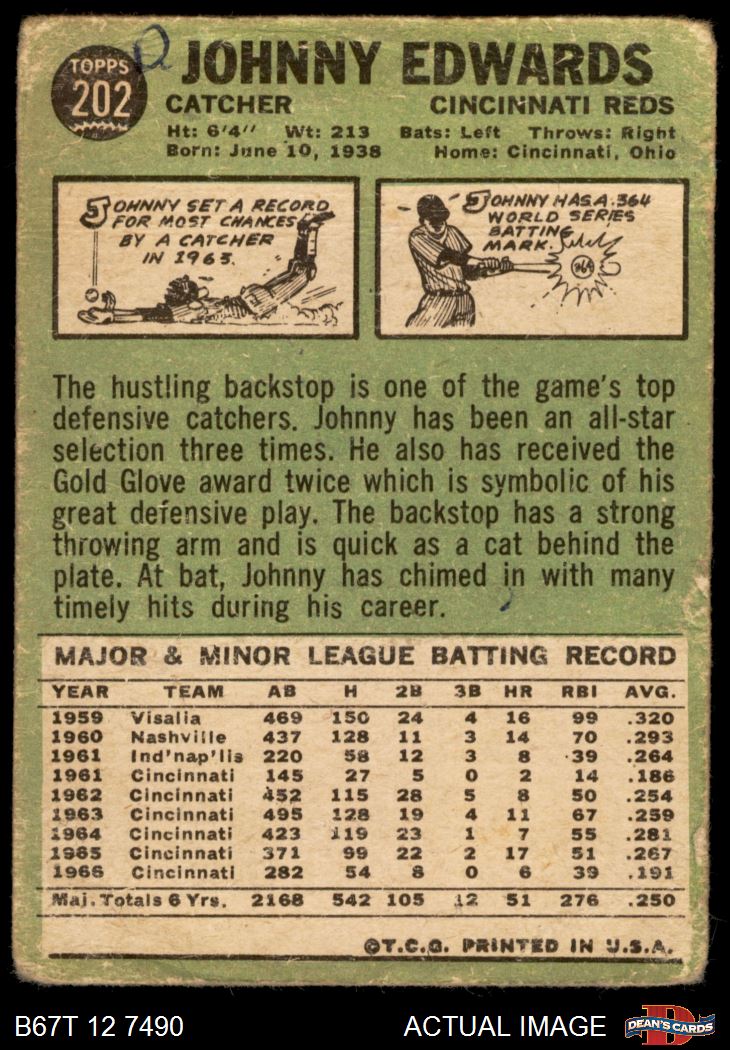 TOPPS
202
JOHNNY EDWARDS
CATCHER CINCINNATI REDS
Ht: 6'4" Wt: 213 Bats: Left Throws: Right
Born: June 10, 1938 Home: Cincinnati, Ohio
JOHNNY SET A RECORD
FOR MOST CHANCES
BY A CATCHER
IN 1963.
JOHNNY HAS A .364
WORLD SERIES
BATTING
MARK.
The hustling backstop is one of the game's top
defensive catchers. Johnny has been an all-star
selection three times. He also has received the
Gold Glove award twice which is symbolic of his
great defensive play. The backstop has a strong
throwing arm and is quick as a cat behind the
plate. At bat, Johnny has chimed in with many
timely hits during his career.
MAJOR & MINOR LEAGUE BATTING RECORD
YEAR TEAM AB H 2B 3B HR RBI AVG.
1959 Visalia 469 150 24 4 16 99 .320
1960 Nashville 437 128 11 3 14 70 .293
1961 Ind'nap'lis 220 58 12 3 8 39 .264
1961 Cincinnati 145 27 5 0 2 14 .186
1962 Cincinnati 452 115 28 5 8 50 .254
1963 Cincinnati 495 128 19 4 11 67 .259
1964 Cincinnati 423 119 23 1 7 55 .281
1965 Cincinnati 371 99 22 2 17 51 .267
1966 Cincinnati 282 54 8 0 6 39 .191
Maj. Totals 6 Yrs. 2168 542 105 12 51 276 .250
©T.C.G. PRINTED IN U.S.A.
B67T 12 7490 ACTUAL IMAGE
D
DEAN'S CARDS